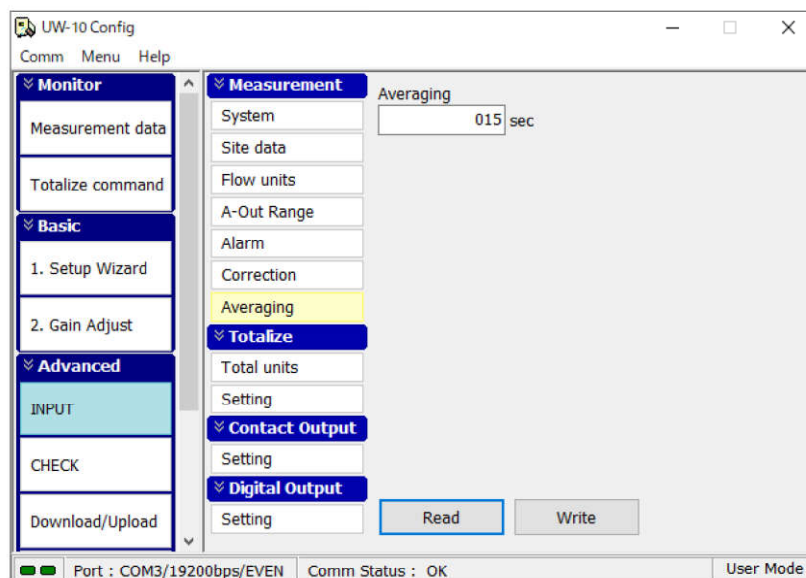 UW-10 Config
Comm Menu Help
Monitor
Measurement data
Totalize command
Basic
1. Setup Wizard
2. Gain Adjust
Advanced
INPUT
CHECK
Download/Upload
Measurement
System
Site data
Flow units
A-Out Range
Alarm
Correction
Averaging
Totalize
Total units
Setting
Contact Output
Setting
Digital Output
Setting
Averaging
015 sec
Read Write
Port : COM3/19200bps/EVEN Comm Status : OK User Mode